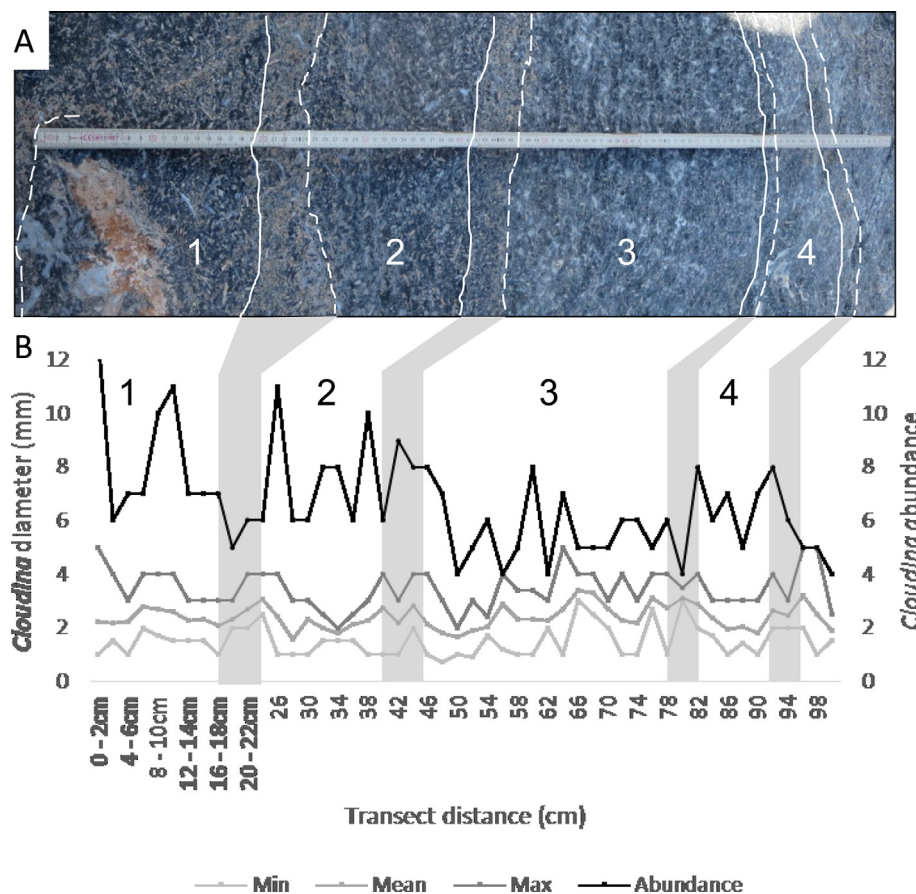 A
1 2 3 4
B
12 10 8 6 4 2 0
Cloudina diameter (mm)
1 2 3 4
12 10 8 6 4 2 0
Cloudina abundance
0 - 2cm 4 - 6cm 8 - 10cm 12 - 14cm 16 - 18cm 20 - 22cm 26 30 34 38 42 46 50 54 58 62 66 70 74 78 82 86 90 94 98
Transect distance (cm)
Min Mean Max Abundance